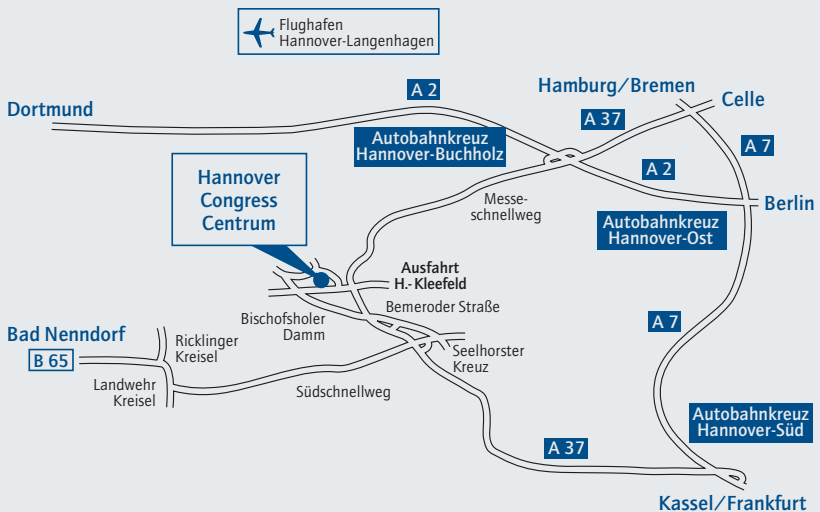 Flughafen
Hannover-Langenhagen
A 2
Hamburg/Bremen
Celle
Dortmund
A 37
Autobahnkreuz
Hannover-Buchholz
A 7
A 2
Hannover
Congress
Centrum
Messe-
schnellweg
Berlin
Autobahnkreuz
Hannover-Ost
Ausfahrt
H.- Kleefeld
Bemeroder Straße
Bischofsholer
Damm
A 7
Bad Nenndorf
B 65
Ricklinger
Kreisel
Seelhorster
Kreuz
Landwehr
Kreisel
Südschnellweg
Autobahnkreuz
Hannover-Süd
A 37
Kassel/Frankfurt